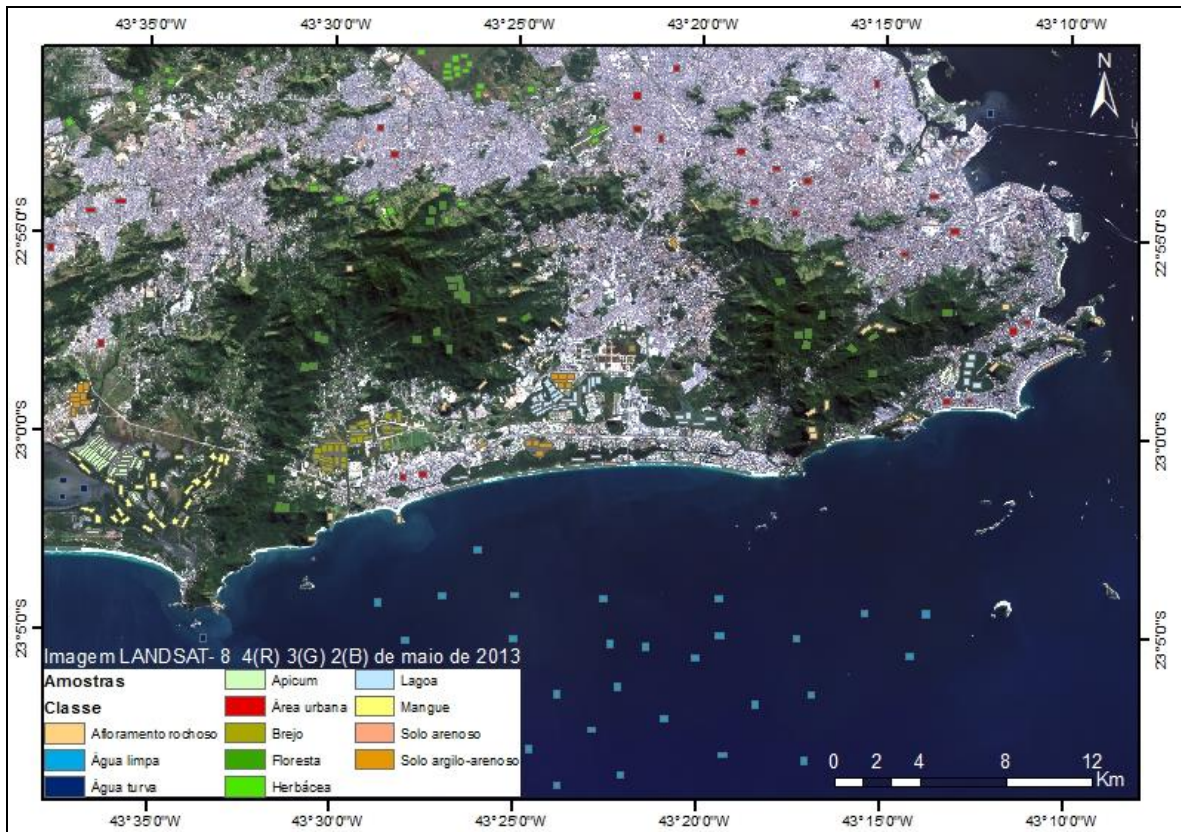 43°35'0"W 43°30'0"W 43°25'0"W 43°20'0"W 43°15'0"W 43°10'0"W
N
22°55'0"S 22°55'0"S
23°0'0"S 23°0'0"S
23°5'0"S 23°5'0"S
Imagem LANDSAT- 8 4(R) 3(G) 2(B) de maio de 2013
Amostras
Classe
Afloramento rochoso
Água limpa
Água turva
Apicum
Área urbana
Brejo
Floresta
Herbácea
Lagoa
Mangue
Solo arenoso
Solo argilo-arenoso
0 2 4 8 12
Km
43°35'0"W 43°30'0"W 43°25'0"W 43°20'0"W 43°15'0"W 43°10'0"W